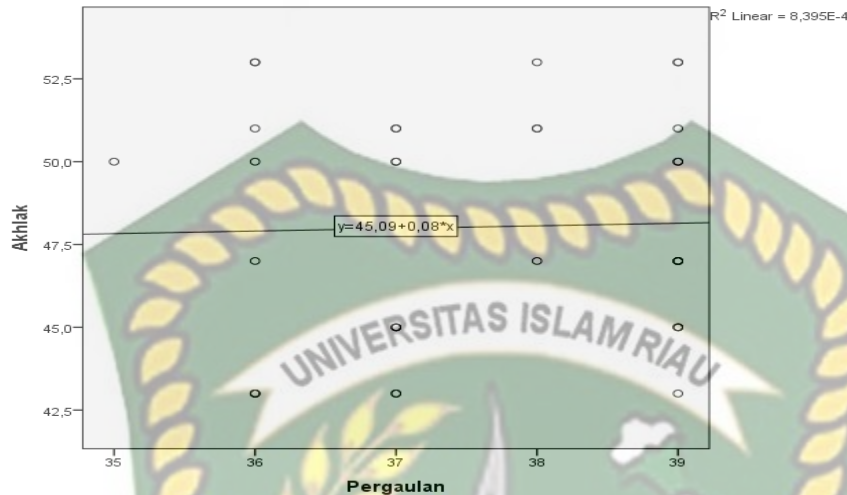 R² Linear = 8,395E-4
Akhlak
52,5
50,0
47,5
45,0
42,5
y=45,09+0,08*x
UNIVERSITAS ISLAM RIAU
35 36 37 38 39
Pergaulan